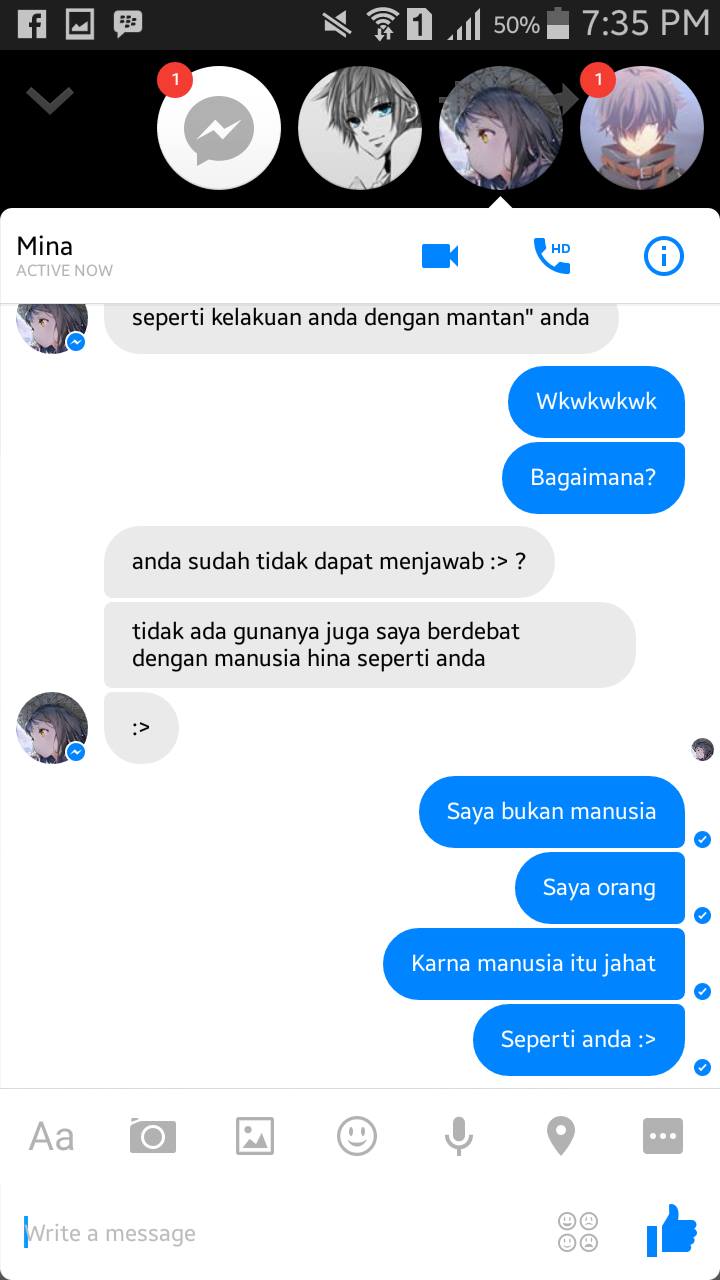 1
50%
7:35 PM
1
1
Mina
ACTIVE NOW
HD
seperti kelakuan anda dengan mantan" anda
Wkwkwkwk
Bagaimana?
anda sudah tidak dapat menjawab :> ?
tidak ada gunanya juga saya berdebat
dengan manusia hina seperti anda
:>
Saya bukan manusia
Saya orang
Karna manusia itu jahat
Seperti anda :>
Aa
Write a message